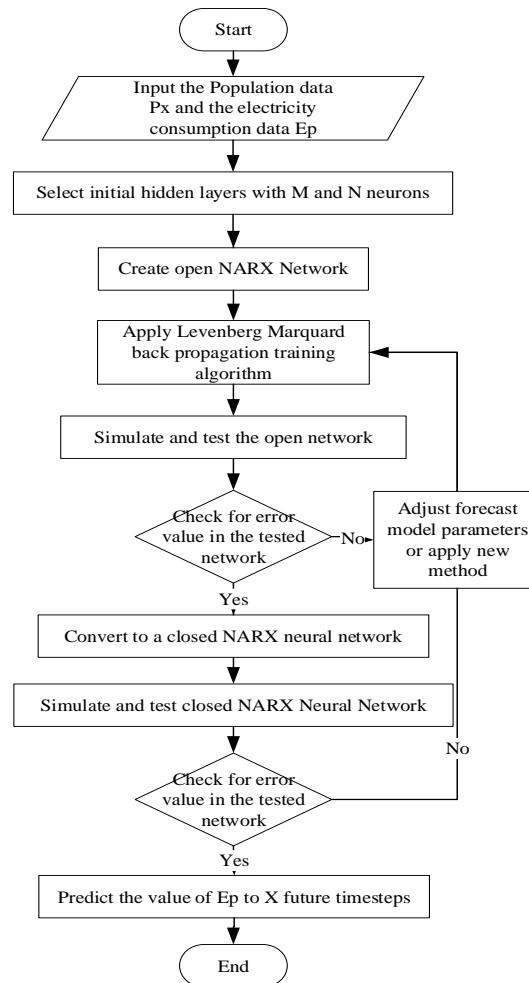 Start
Input the Population data
Px and the electricity
consumption data Ep
Select initial hidden layers with M and N neurons
Create open NARX Network
Apply Levenberg Marquard
back propagation training
algorithm
Simulate and test the open network
Check for error
value in the tested
network
No
Adjust forecast
model parameters
or apply new
method
Yes
Convert to a closed NARX neural network
Simulate and test closed NARX Neural Network
No
Check for error
value in the tested
network
Yes
Predict the value of Ep to X future timesteps
End